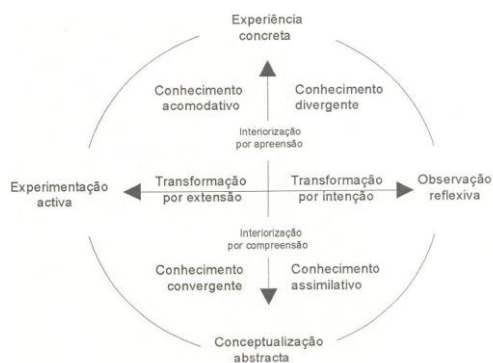 Experiência
concreta
Conhecimento
acomodativo
Conhecimento
divergente
Interiorização
por apreensão
Experimentação
activa
Transformação
por extensão
Transformação
por intenção
Observação
reflexiva
Interiorização
por compreensão
Conhecimento
convergente
Conhecimento
assimilativo
Conceptualização
abstracta